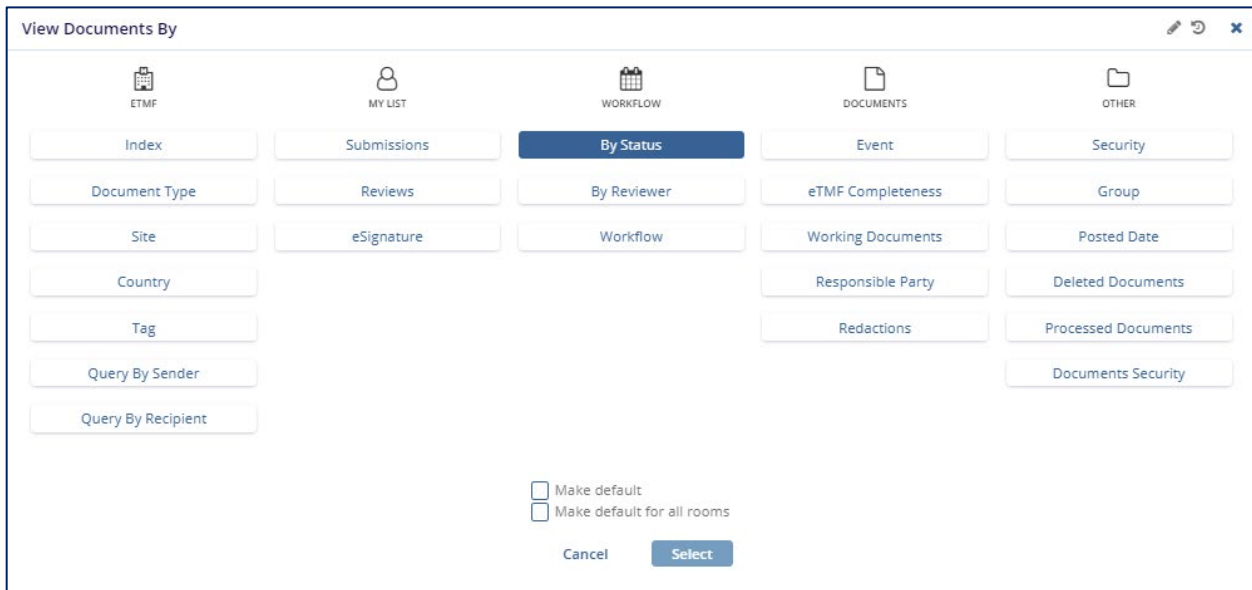 View Documents By
ETMF
MY LIST
WORKFLOW
DOCUMENTS
OTHER
Index
Submissions
By Status
Event
Security
Document Type
Reviews
By Reviewer
eTMF Completeness
Group
Site
eSignature
Workflow
Working Documents
Posted Date
Country
Responsible Party
Deleted Documents
Tag
Redactions
Processed Documents
Query By Sender
Documents Security
Query By Recipient
Make default
Make default for all rooms
Cancel
Select